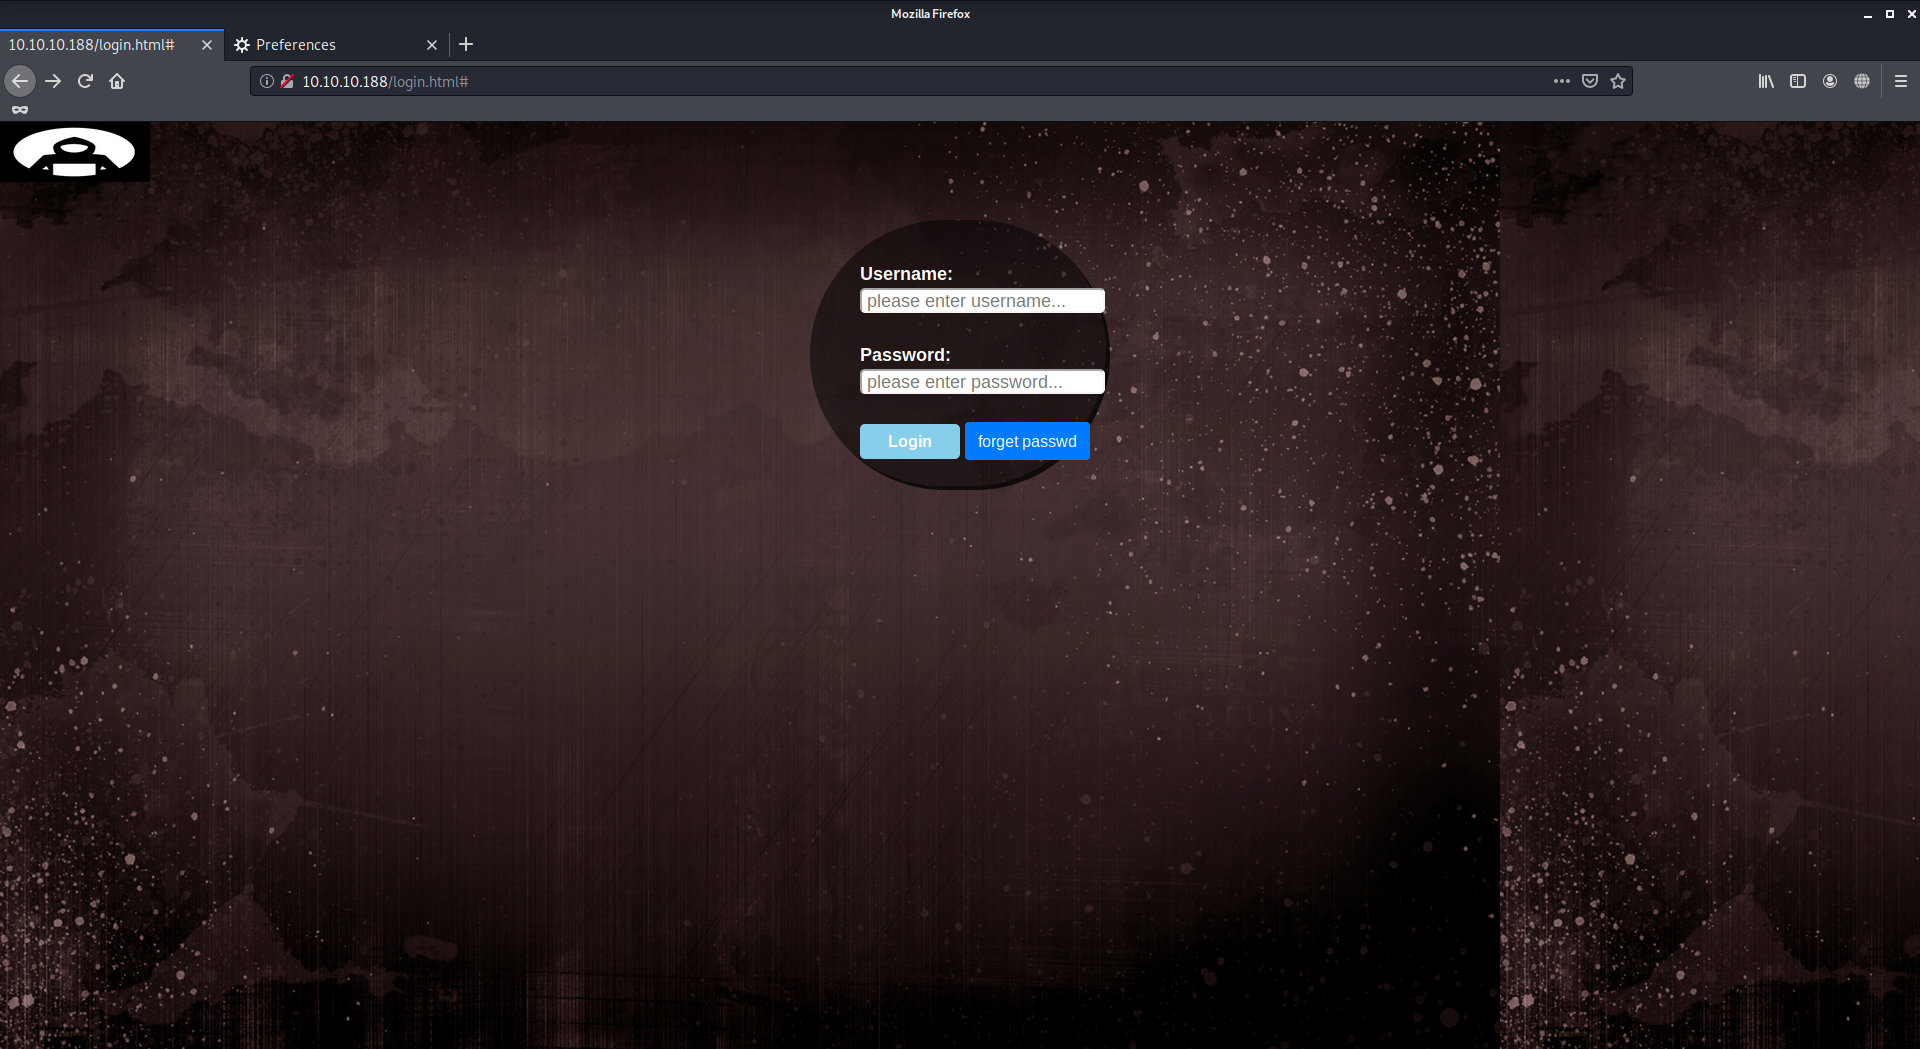 Mozilla Firefox
10.10.10.188/login.html#
Preferences
10.10.10.188/login.html#
Username:
please enter username...
Password:
please enter password...
Login forget passwd